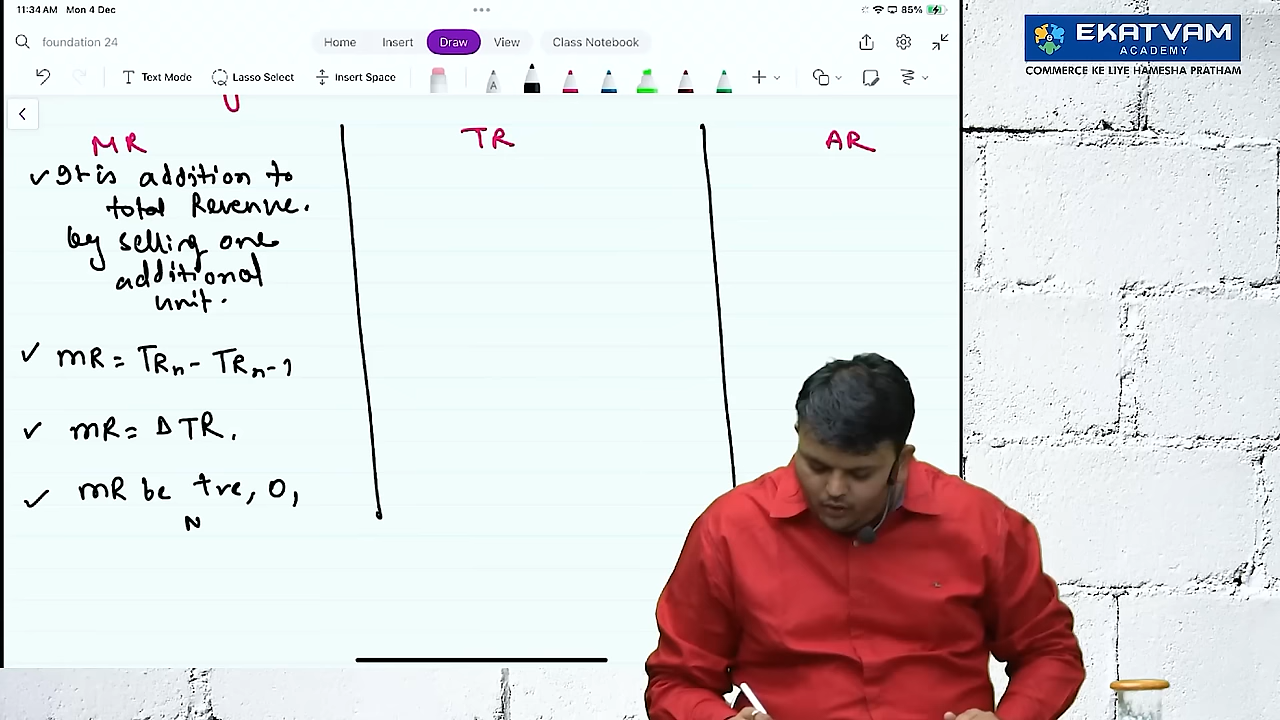 11:34 AM Mon 4 Dec
85%
EKATVAM
ACADEMY
COMMERCE KE LIYE HAMESHA PRATHAM
foundation 24
Home Insert Draw View Class Notebook
Text Mode Lasso Select Insert Space
U
MR
It is addition to
total Revenue.
by selling one
additional
unit.
MR = TRn - TRn-1
MR = Δ TR.
MR be +ve, 0,
N
TR
AR